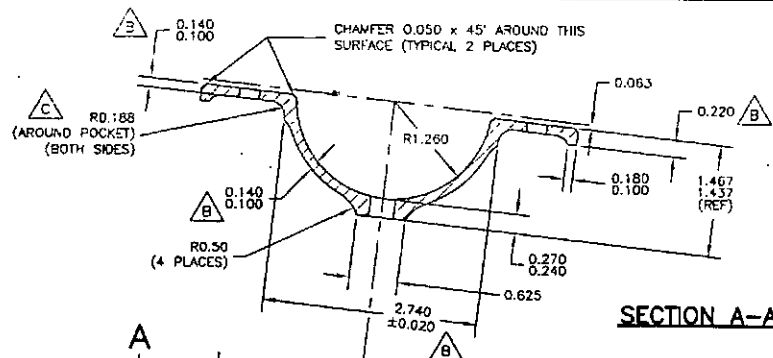 B
0.140
0.100
CHAMFER 0.050 x 45' AROUND THIS
SURFACE (TYPICAL 2 PLACES)
C
R0.188
(AROUND POCKET)
(BOTH SIDES)
0.063
0.220
B
R1.260
B
0.140
0.100
0.180
0.100
1.467
1.437
(REF)
R0.50
(4 PLACES)
0.270
0.240
0.625
2.740
±0.020
B
SECTION A-A
A